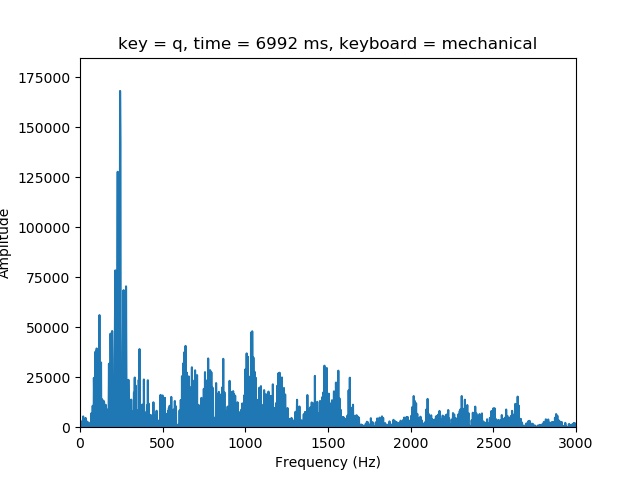 key = q, time = 6992 ms, keyboard = mechanical
175000
150000
125000
100000
75000
50000
25000
0
Amplitude
0 500 1000 1500 2000 2500 3000
Frequency (Hz)